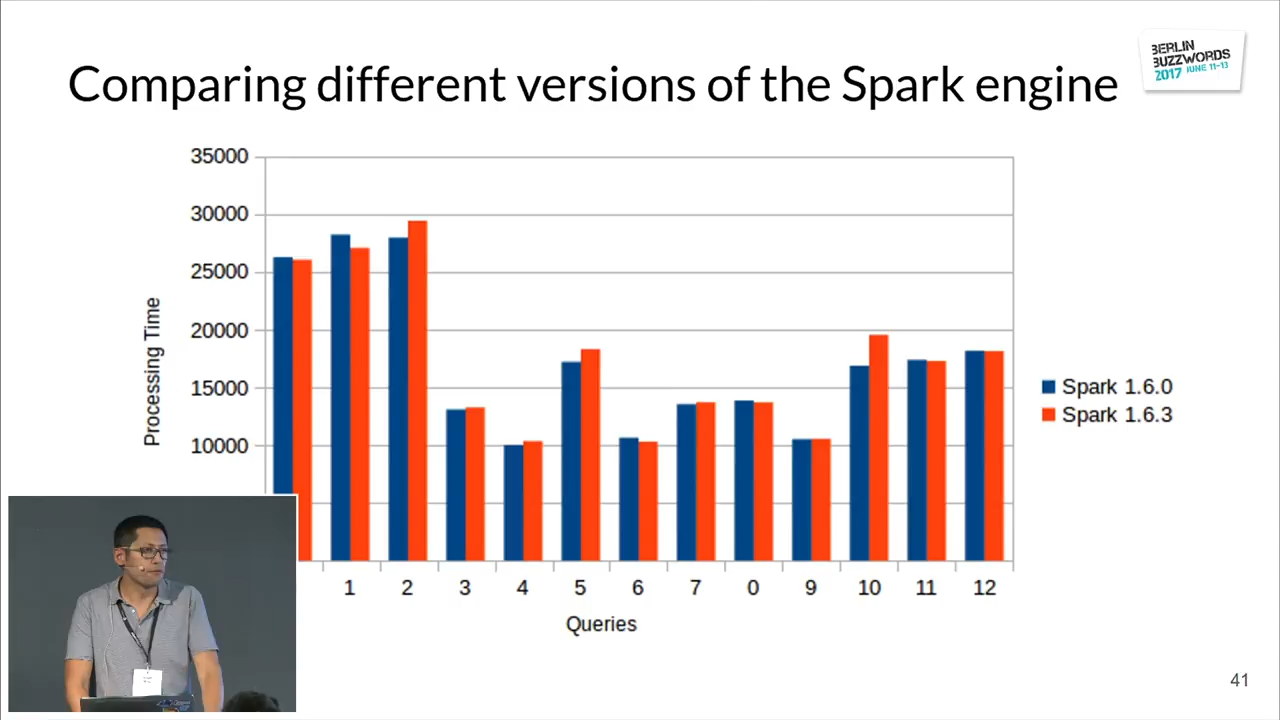 Comparing different versions of the Spark engine
BERLIN
BUZZWORDS
2017 JUNE 11-13
35000
30000
25000
20000
15000
10000
Processing Time
Spark 1.6.0
Spark 1.6.3
1 2 3 4 5 6 7 0 9 10 11 12
Queries
41